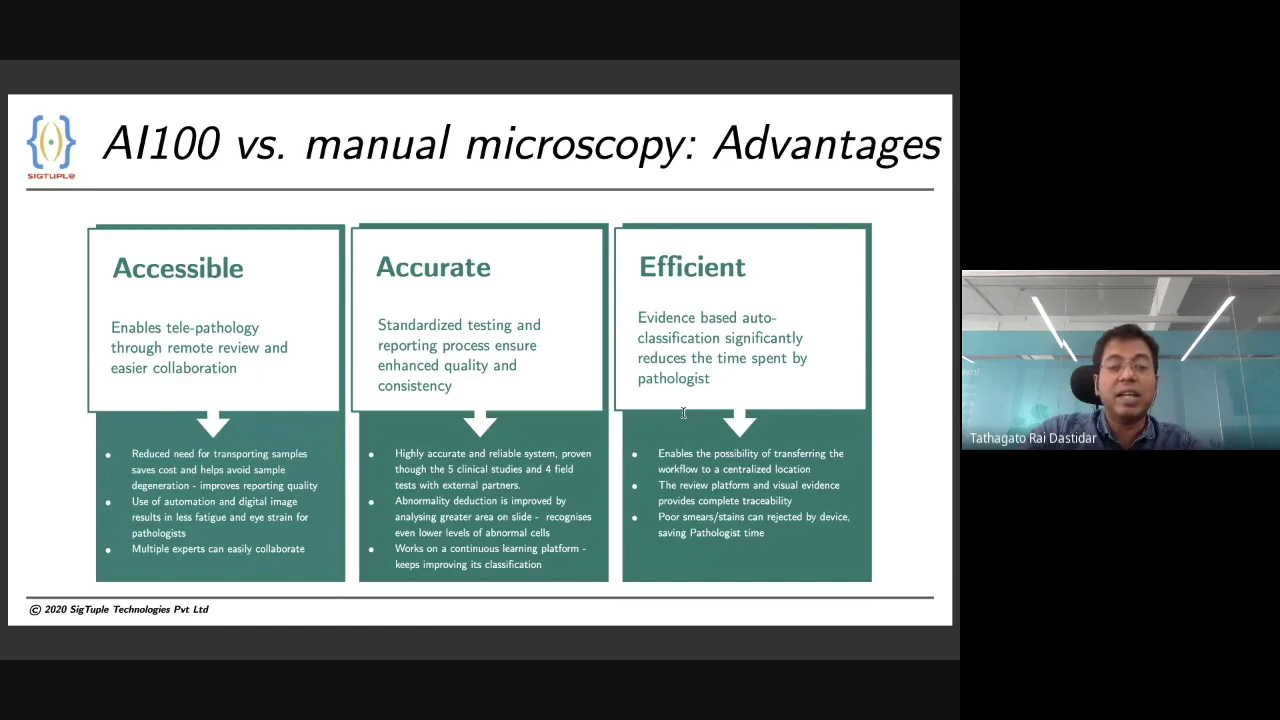 SIGTUPLE
AI100 vs. manual microscopy: Advantages
Accessible
Enables tele-pathology
through remote review and
easier collaboration
Reduced need for transporting samples
saves cost and helps avoid sample
degeneration - improves reporting quality
Use of automation and digital image
results in less fatigue and eye strain for
pathologists
Multiple experts can easily collaborate
Accurate
Standardized testing and
reporting process ensure
enhanced quality and
consistency
Highly accurate and reliable system, proven
though the 5 clinical studies and 4 field
tests with external partners.
Abnormality deduction is improved by
analysing greater area on slide - recognises
even lower levels of abnormal cells
Works on a continuous learning platform -
keeps improving its classification
Efficient
Evidence based auto-
classification significantly
reduces the time spent by
pathologist
Enables the possibility of transferring the
workflow to a centralized location
The review platform and visual evidence
provides complete traceability
Poor smears/stains can rejected by device,
saving Pathologist time
© 2020 SigTuple Technologies Pvt Ltd
Tathagato Rai Dastidar